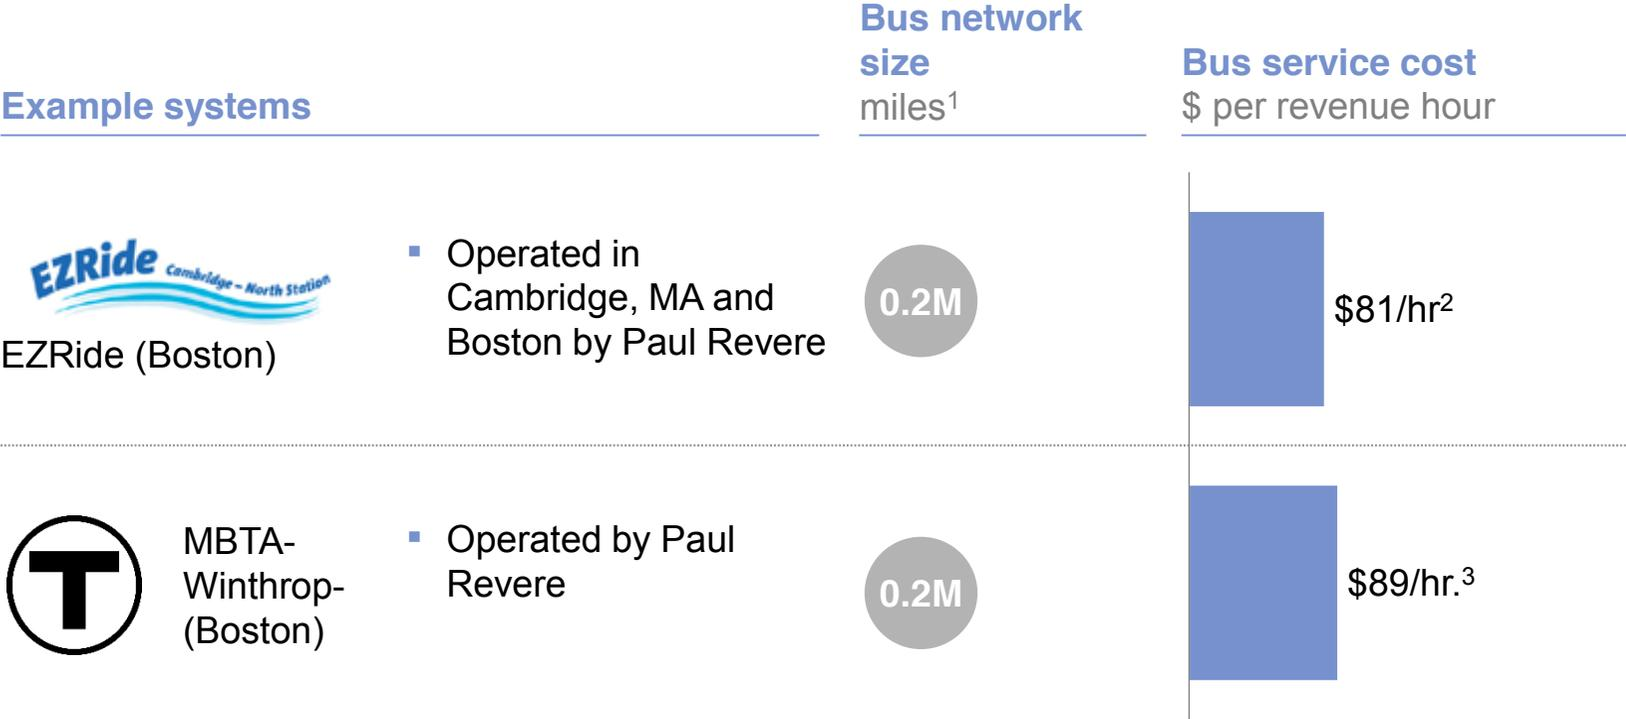 Example systems
Bus network
size
miles¹
Bus service cost
$ per revenue hour
EZRide Cambridge – North Station
EZRide (Boston)
▪ Operated in
Cambridge, MA and
Boston by Paul Revere
0.2M
$81/hr²
T
MBTA-
Winthrop-
(Boston)
▪ Operated by Paul
Revere
0.2M
$89/hr.³